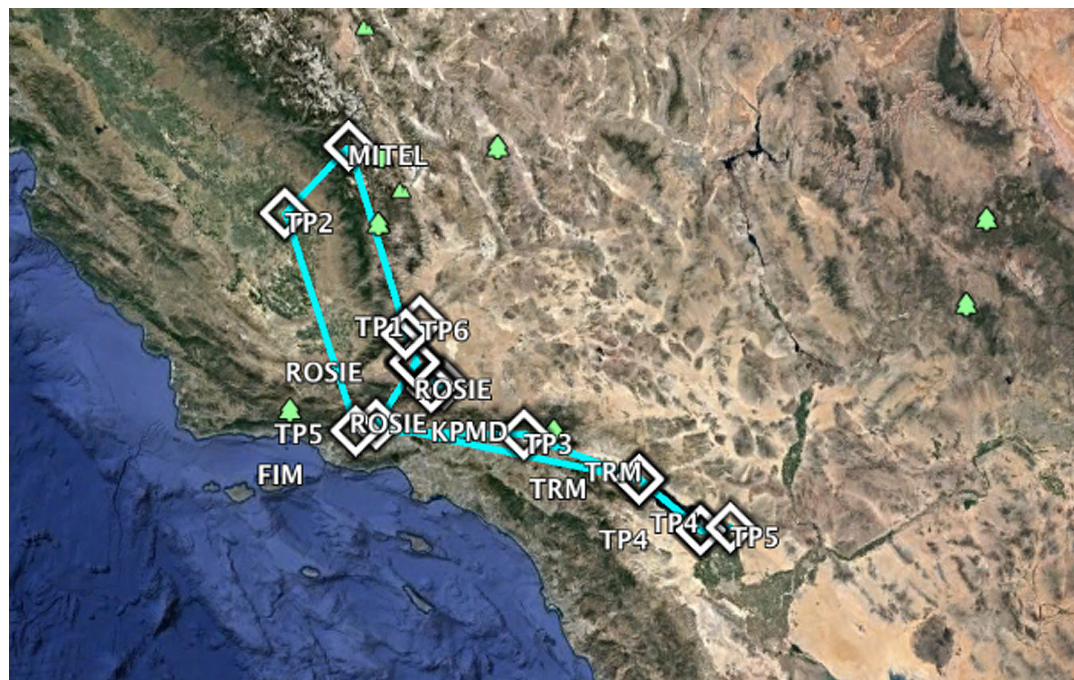 MITEL
TP2
TP1
TP6
ROSIE
ROSIE
ROSIE
TP5
KPMD
TP3
FIM
TRM
TRM
TP4
TP4
TP5